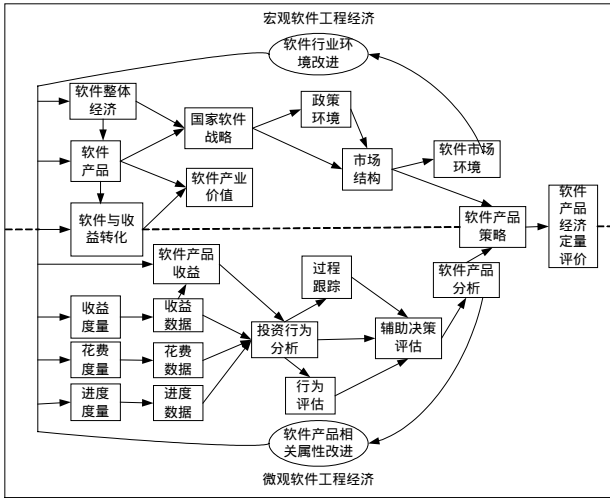 宏观软件工程经济
软件行业环
境改进
软件整体
经济
国家软件
战略
政策
环境
软件
产品
市场
结构
软件市场
环境
软件产业
价值
软件与收
益转化
软件产品
策略
软件
产品
经济
定量
评价
软件产品
收益
过程
跟踪
软件产品
分析
收益
度量
收益
数据
投资行为
分析
辅助决策
评估
花费
度量
花费
数据
行为
评估
进度
度量
进度
数据
软件产品相
关属性改进
微观软件工程经济